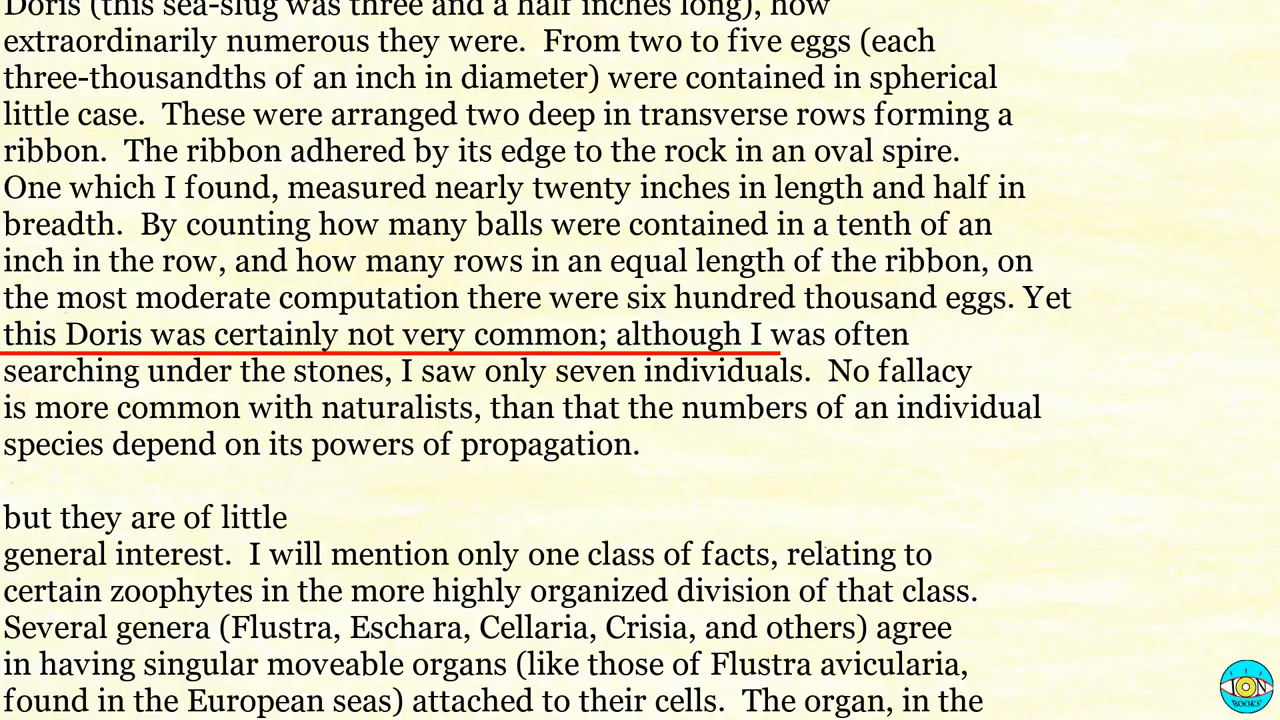 Doris (this sea-slug was three and a half inches long), how
extraordinarily numerous they were.  From two to five eggs (each
three-thousandths of an inch in diameter) were contained in spherical
little case.  These were arranged two deep in transverse rows forming a
ribbon.  The ribbon adhered by its edge to the rock in an oval spire.
One which I found, measured nearly twenty inches in length and half in
breadth.  By counting how many balls were contained in a tenth of an
inch in the row, and how many rows in an equal length of the ribbon, on
the most moderate computation there were six hundred thousand eggs. Yet
this Doris was certainly not very common; although I was often
searching under the stones, I saw only seven individuals.  No fallacy
is more common with naturalists, than that the numbers of an individual
species depend on its powers of propagation.
but they are of little
general interest.  I will mention only one class of facts, relating to
certain zoophytes in the more highly organized division of that class.
Several genera (Flustra, Eschara, Cellaria, Crisia, and others) agree
in having singular moveable organs (like those of Flustra avicularia,
found in the European seas) attached to their cells.  The organ, in the
ION
BOOKS